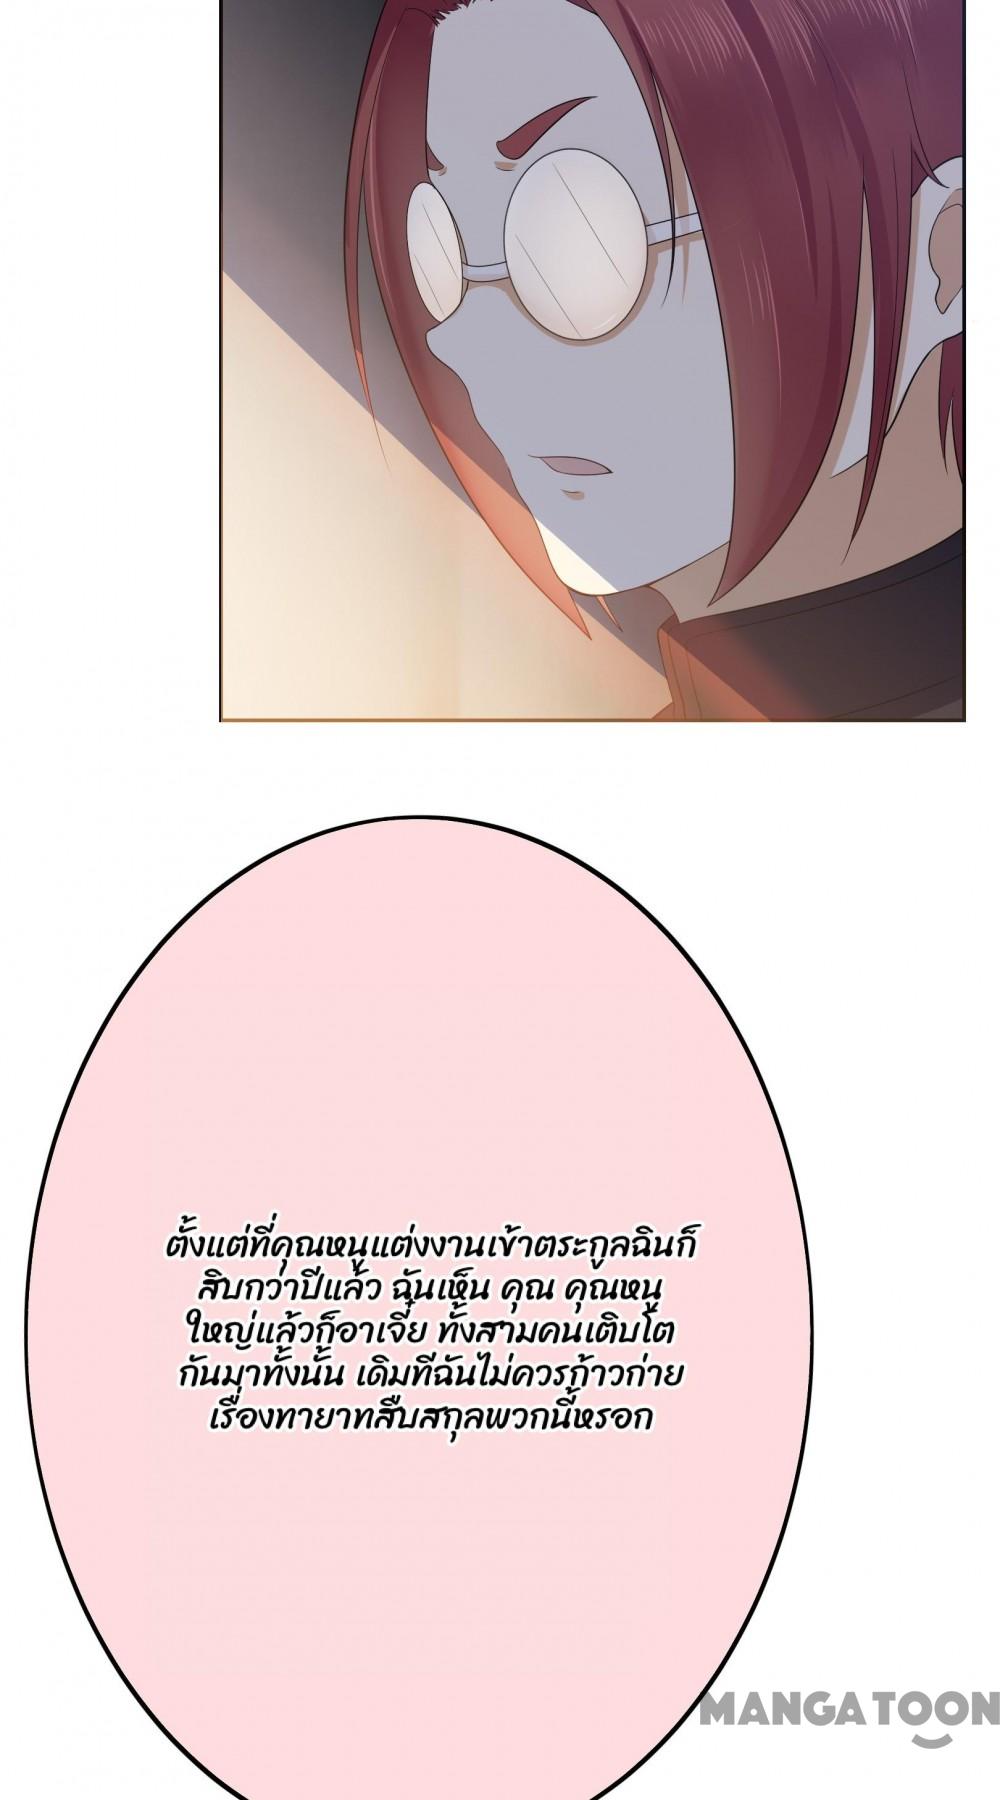 ตั้งแต่ที่คุณหนูแต่งงานเข้าตระกูลฉินก็
สิบกว่าปีแล้ว ฉันเห็น คุณ คุณหนู
ใหญ่แล้วก็อาเจี๋ย ทั้งสามคนเติบโต
กันมาทั้งนั้น เดิมทีฉันไม่ควรก้าวก่าย
เรื่องทายาทสืบสกุลพวกนี้หรอก
MANGATOON